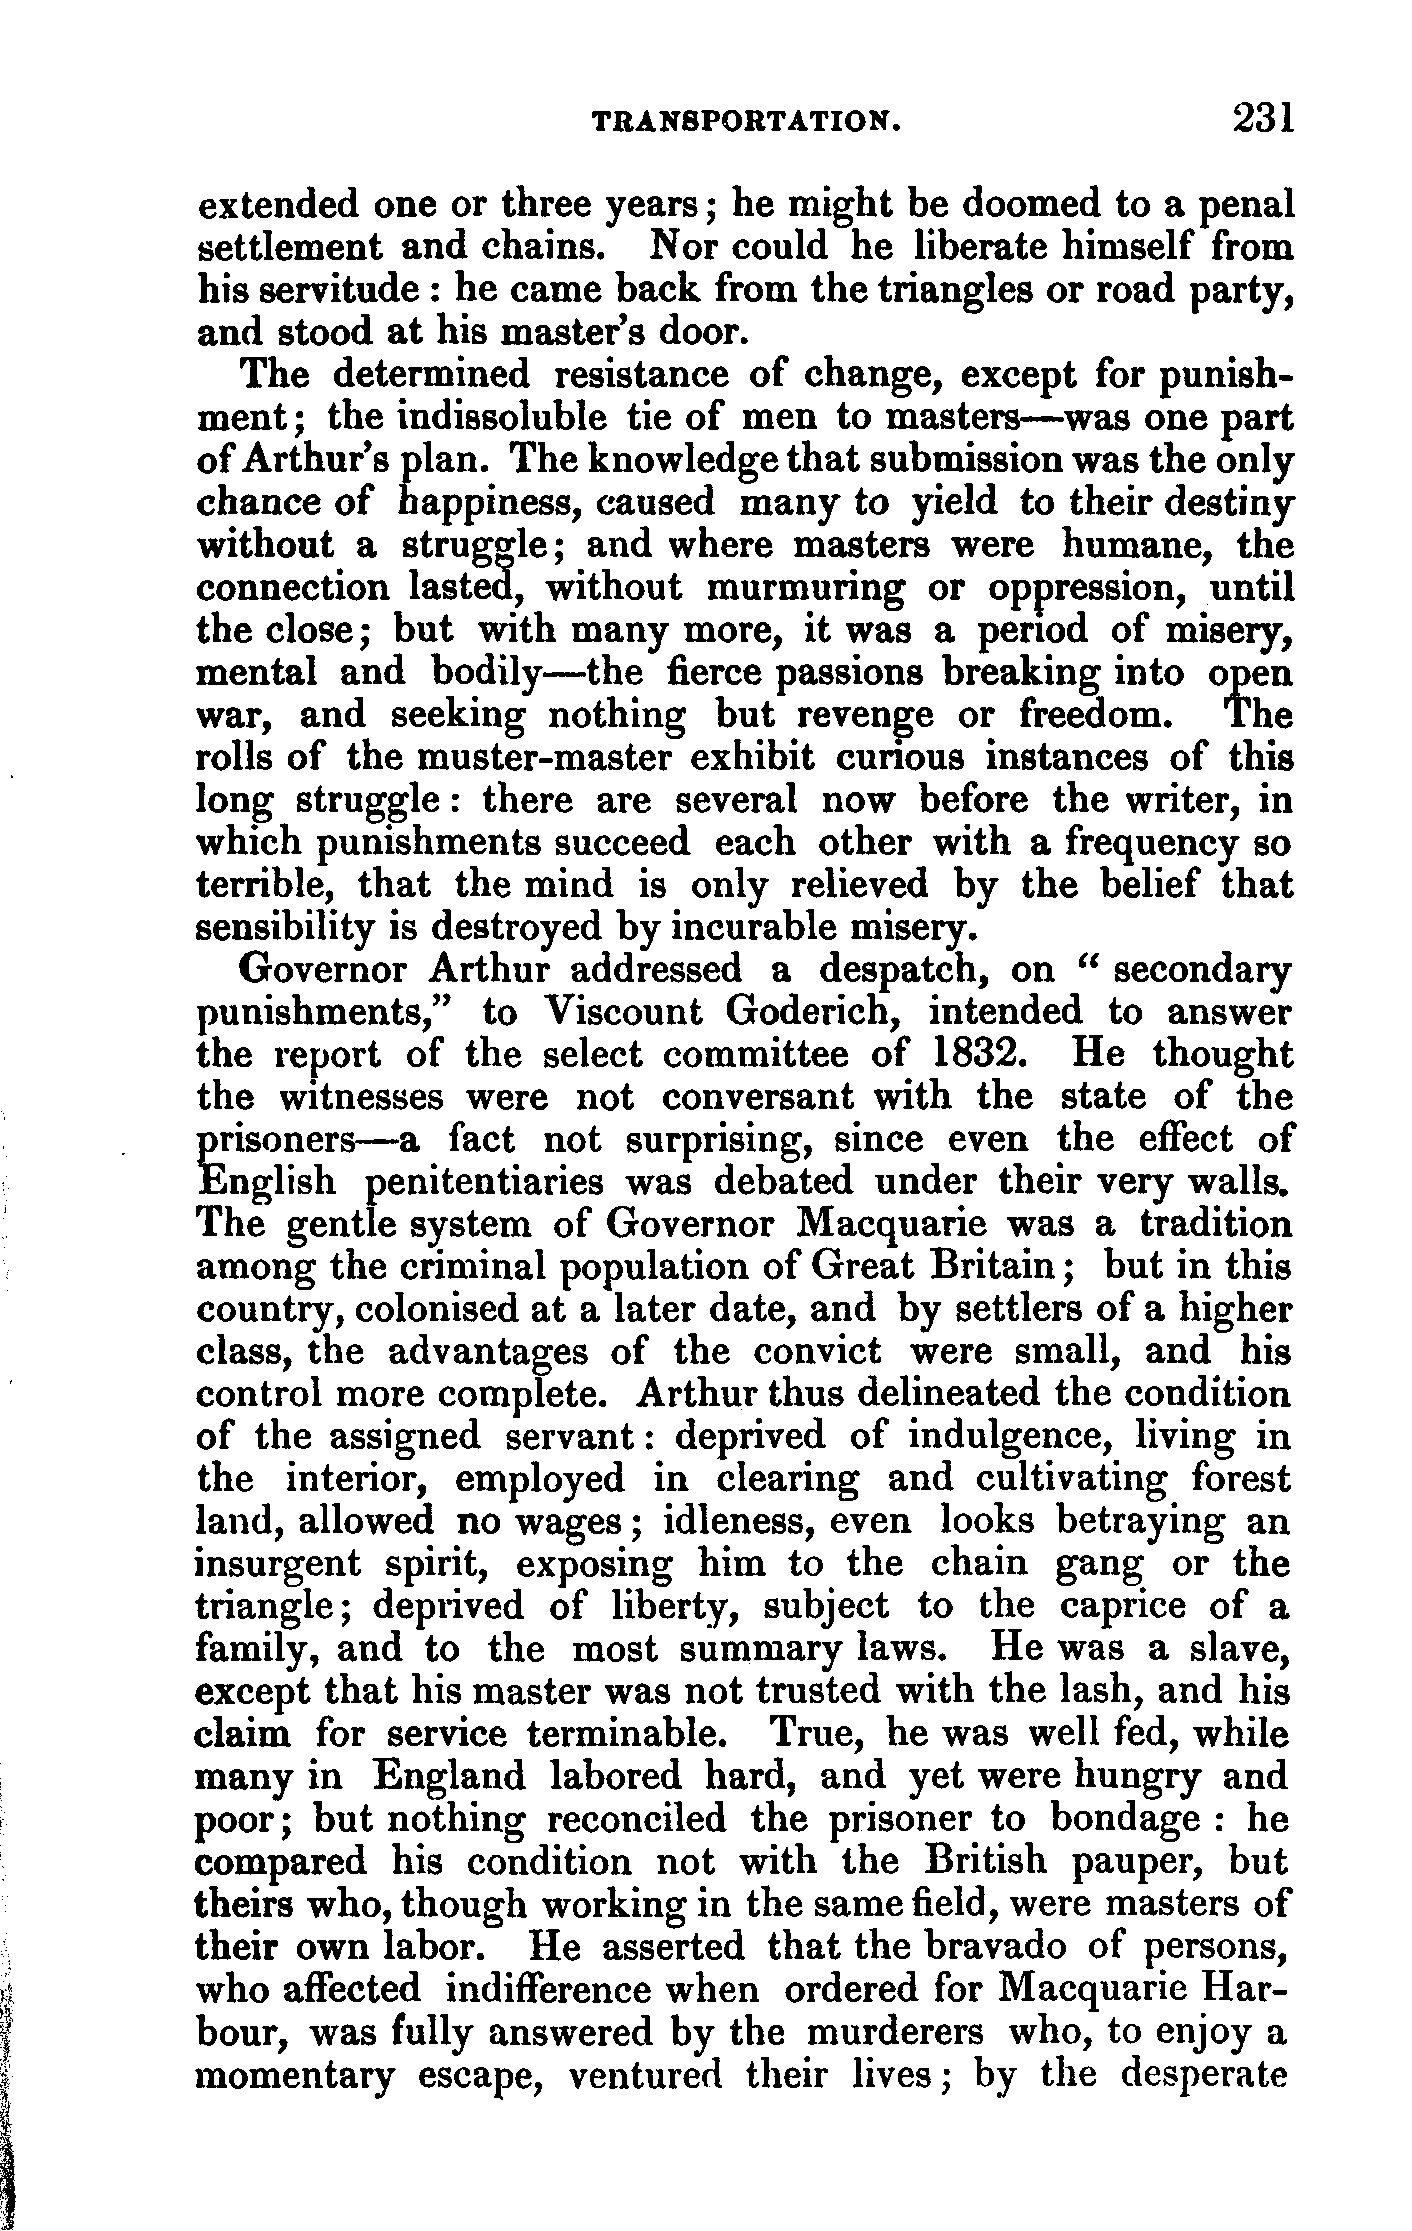 TRANSPORTATION. 231
extended one or three years; he might be doomed to a penal
settlement and chains. Nor could he liberate himself from
his servitude : he came back from the triangles or road party,
and stood at his master's door.
The determined resistance of change, except for punish-
ment; the indissoluble tie of men to masters—was one part
of Arthur's plan. The knowledge that submission was the only
chance of happiness, caused many to yield to their destiny
without a struggle; and where masters were humane, the
connection lasted, without murmuring or oppression, until
the close; but with many more, it was a period of misery,
mental and bodily—the fierce passions breaking into open
war, and seeking nothing but revenge or freedom. The
rolls of the muster-master exhibit curious instances of this
long struggle : there are several now before the writer, in
which punishments succeed each other with a frequency so
terrible, that the mind is only relieved by the belief that
sensibility is destroyed by incurable misery.
Governor Arthur addressed a despatch, on “ secondary
punishments,” to Viscount Goderich, intended to answer
the report of the select committee of 1832. He thought
the witnesses were not conversant with the state of the
prisoners—a fact not surprising, since even the effect of
English penitentiaries was debated under their very walls.
The gentle system of Governor Macquarie was a tradition
among the criminal population of Great Britain; but in this
country, colonised at a later date, and by settlers of a higher
class, the advantages of the convict were small, and his
control more complete. Arthur thus delineated the condition
of the assigned servant : deprived of indulgence, living in
the interior, employed in clearing and cultivating forest
land, allowed no wages; idleness, even looks betraying an
insurgent spirit, exposing him to the chain gang or the
triangle; deprived of liberty, subject to the caprice of a
family, and to the most summary laws. He was a slave,
except that his master was not trusted with the lash, and his
claim for service terminable. True, he was well fed, while
many in England labored hard, and yet were hungry and
poor; but nothing reconciled the prisoner to bondage : he
compared his condition not with the British pauper, but
theirs who, though working in the same field, were masters of
their own labor. He asserted that the bravado of persons,
who affected indifference when ordered for Macquarie Har-
bour, was fully answered by the murderers who, to enjoy a
momentary escape, ventured their lives; by the desperate